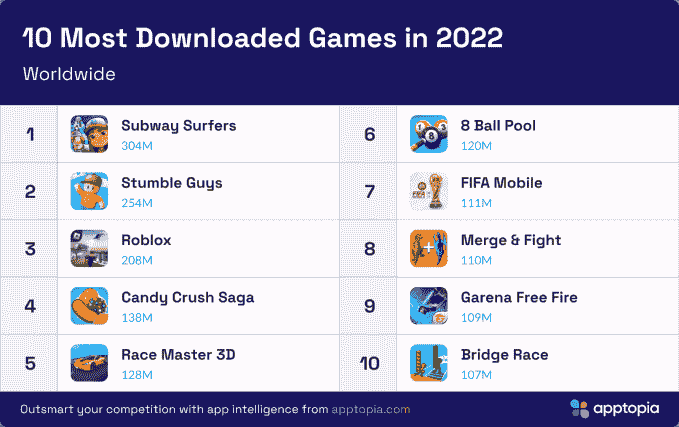 10 Most Downloaded Games in 2022
Worldwide
1
Subway Surfers
304M
2
Stumble Guys
254M
3
Roblox
208M
4
Candy Crush Saga
138M
5
Race Master 3D
128M
6
8 Ball Pool
120M
7
FIFA Mobile
111M
8
Merge & Fight
110M
9
Garena Free Fire
109M
10
Bridge Race
107M
Outsmart your competition with app intelligence from apptopia.com
apptopia